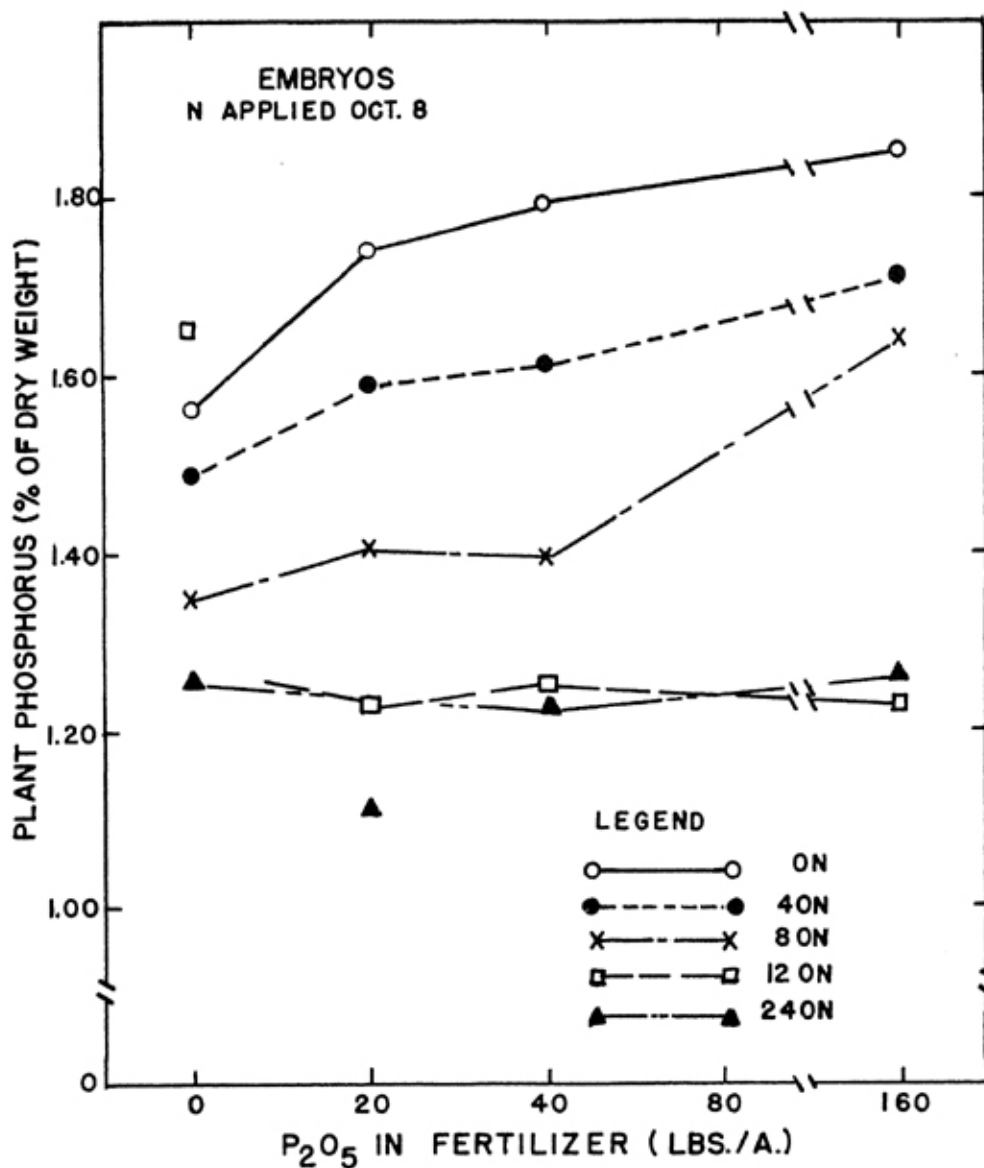 EMBRYOS
N APPLIED OCT. 8
PLANT PHOSPHORUS (% OF DRY WEIGHT)
1.80
1.60
1.40
1.20
1.00
0
LEGEND
0N
40N
80N
120N
240N
0 20 40 80 160
P₂O₅ IN FERTILIZER (LBS./A.)